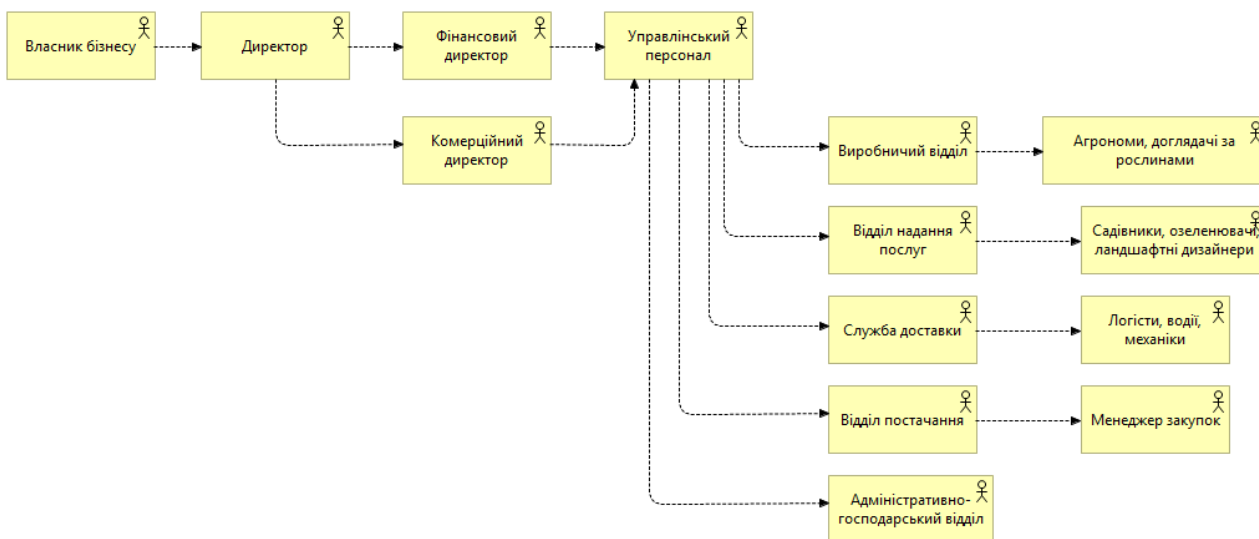 Власник бізнесу
Директор
Фінансовий
директор
Управлінський
персонал
Комерційний
директор
Виробничий відділ
Агрономи, доглядачі за
рослинами
Відділ надання
послуг
Садівники, озеленювачі,
ландшафтні дизайнери
Служба доставки
Логісти, водії,
механіки
Відділ постачання
Менеджер закупок
Адміністративно-
господарський відділ